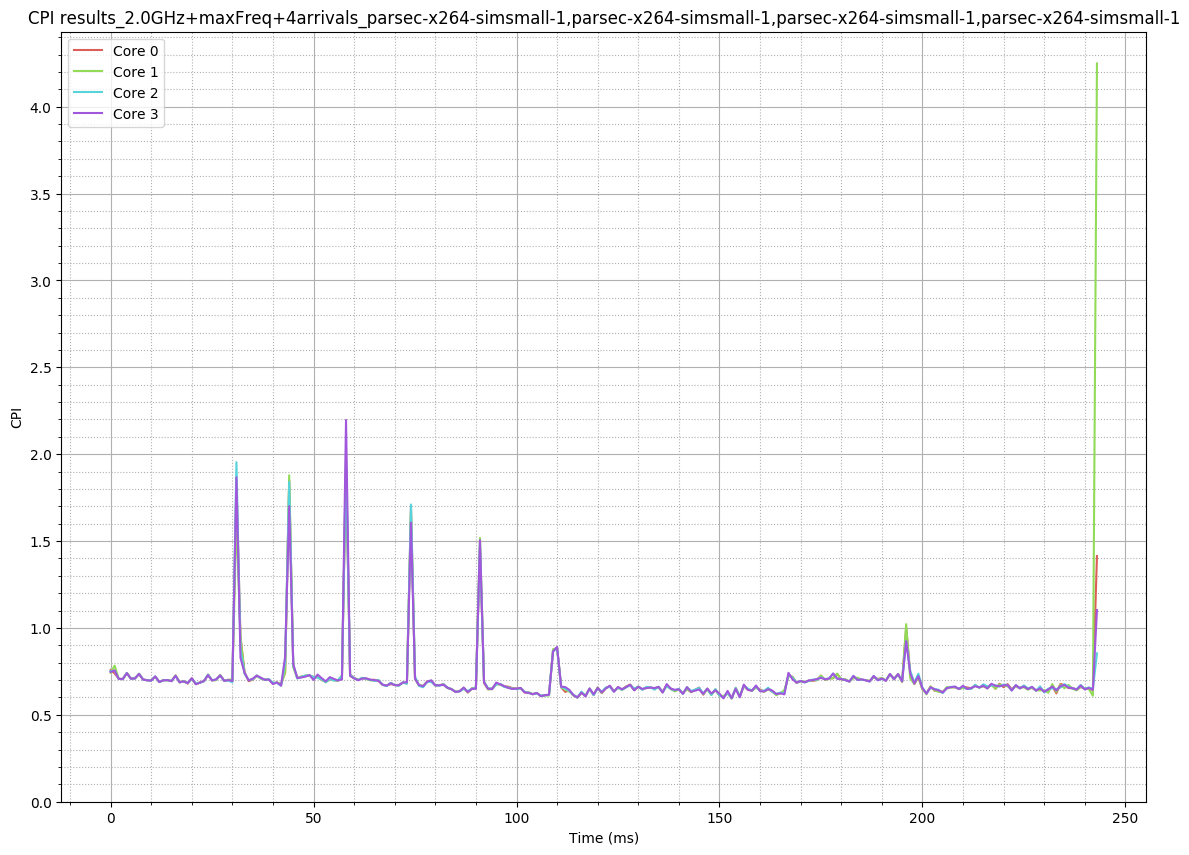 CPI results_2.0GHz+maxFreq+4arrivals_parsec-x264-simsmall-1,parsec-x264-simsmall-1,parsec-x264-simsmall-1,parsec-x264-simsmall-1
Core 0
Core 1
Core 2
Core 3
4.0
3.5
3.0
2.5
2.0
1.5
1.0
0.5
0.0
CPI
0 50 100 150 200 250
Time (ms)